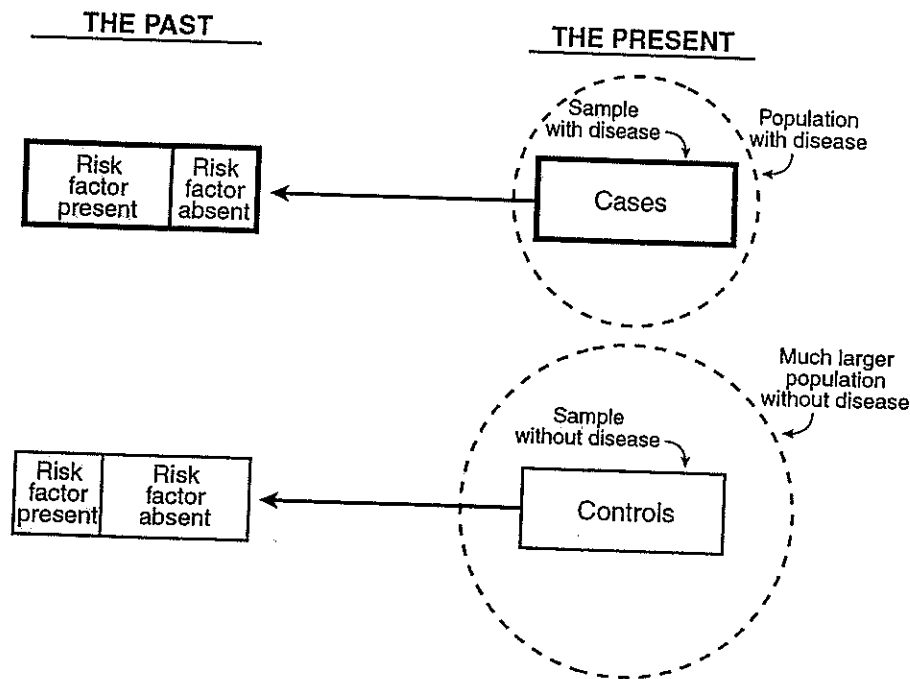 THE PAST
THE PRESENT
Sample
with disease
Population
with disease
Risk
factor
present
Risk
factor
absent
Cases
Much larger
population
without disease
Sample
without disease
Risk
factor
present
Risk
factor
absent
Controls